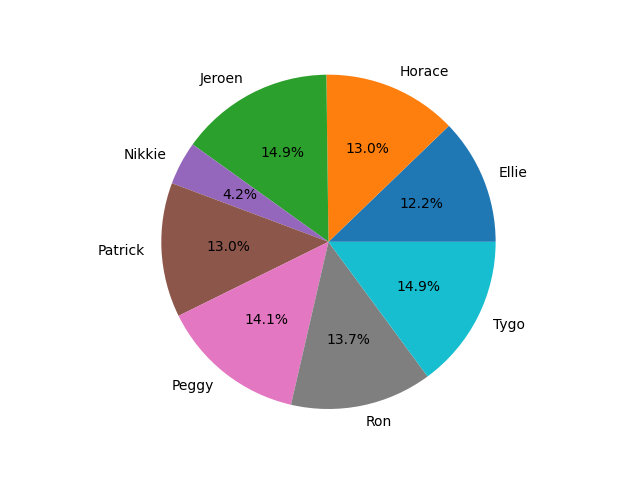 Horace
Jeroen
13.0%
14.9%
Nikkie
Ellie
4.2%
12.2%
Patrick
13.0%
14.9%
14.1%
Tygo
13.7%
Peggy
Ron